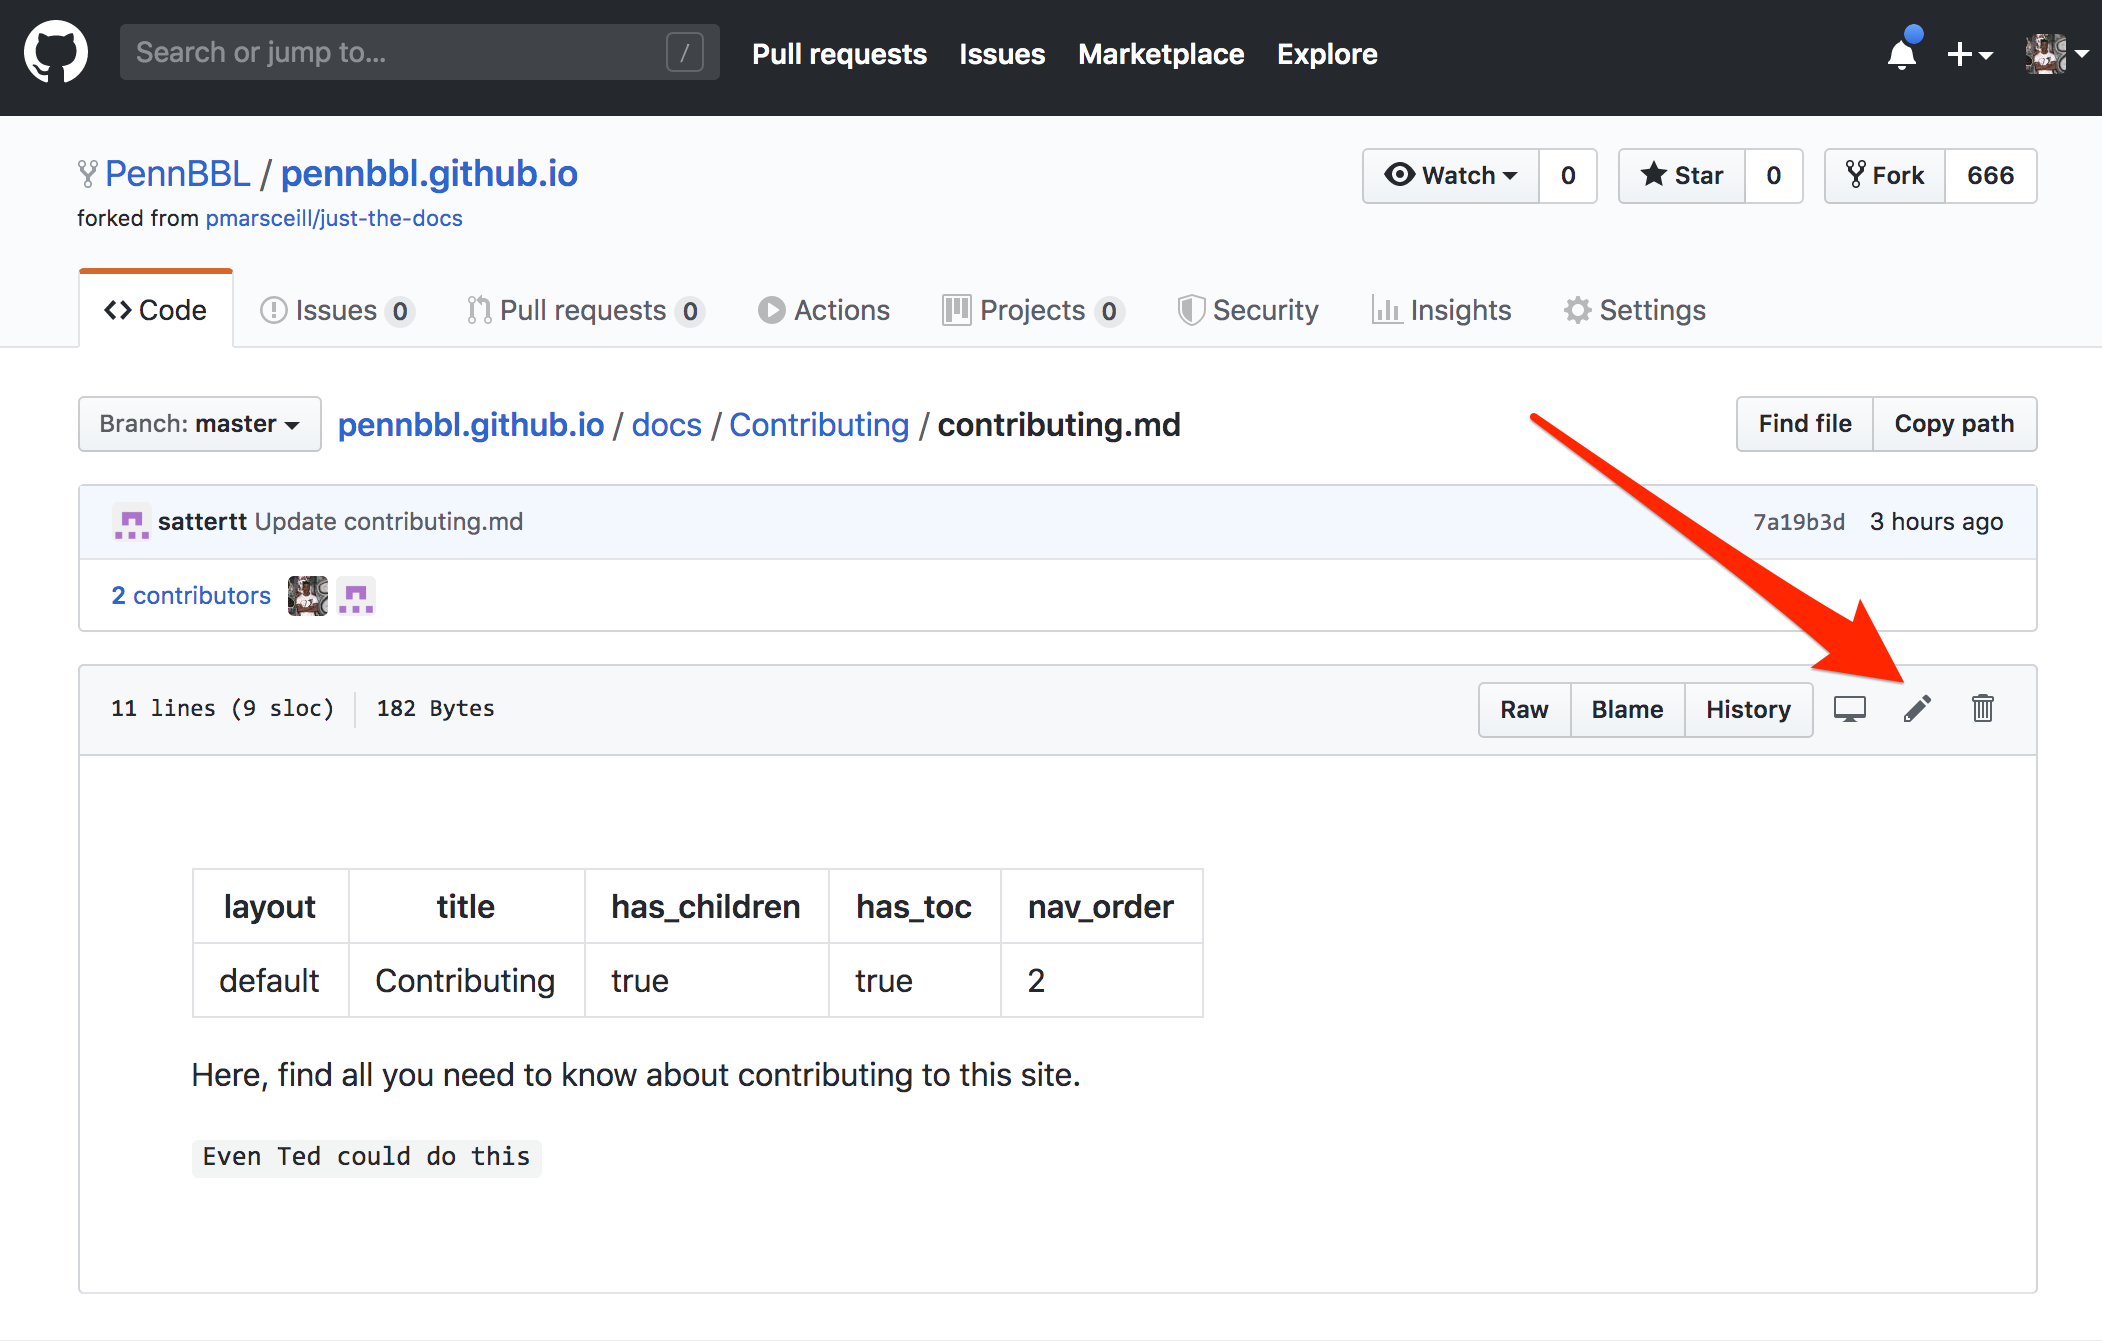 Search or jump to... /
Pull requests Issues Marketplace Explore
PennBBL / pennbbl.github.io
Watch 0 Star 0 Fork 666
forked from pmarsceill/just-the-docs
Code Issues 0 Pull requests 0 Actions Projects 0 Security Insights Settings
Branch: master pennbbl.github.io / docs / Contributing / contributing.md Find file Copy path
sattertt Update contributing.md 7a19b3d 3 hours ago
2 contributors
11 lines (9 sloc) 182 Bytes Raw Blame History
layout title has_children has_toc nav_order
default Contributing true true 2
Here, find all you need to know about contributing to this site.
Even Ted could do this